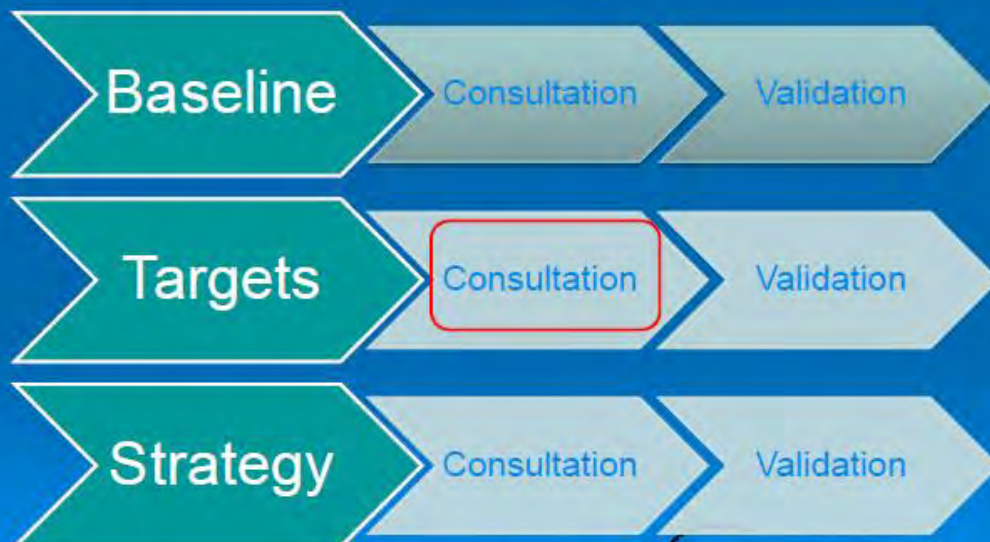 Baseline Consultation Validation
Targets Consultation Validation
Strategy Consultation Validation